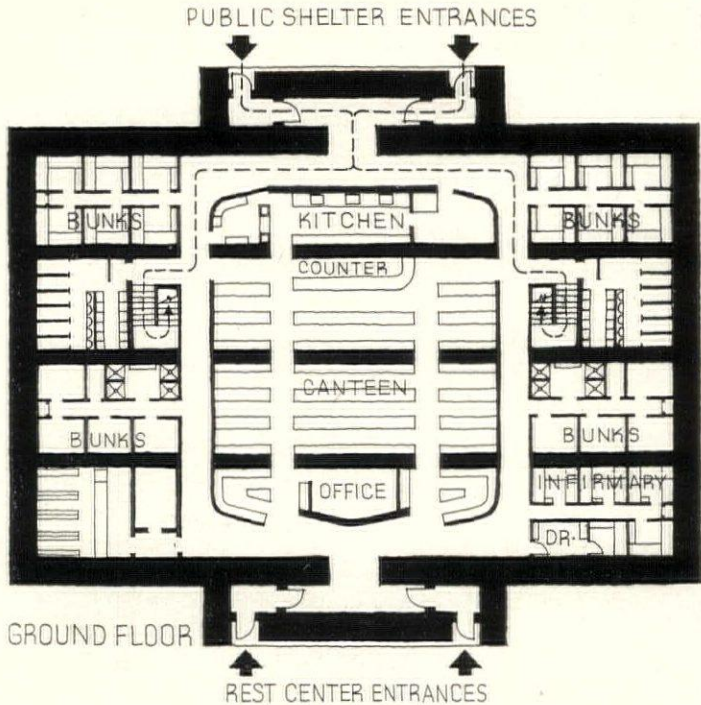 PUBLIC SHELTER ENTRANCES
BUNKS
KITCHEN
BUNKS
COUNTER
CANTEEN
BUNKS
BUNKS
OFFICE
INFIRMARY
DR.
GROUND FLOOR
REST CENTER ENTRANCES